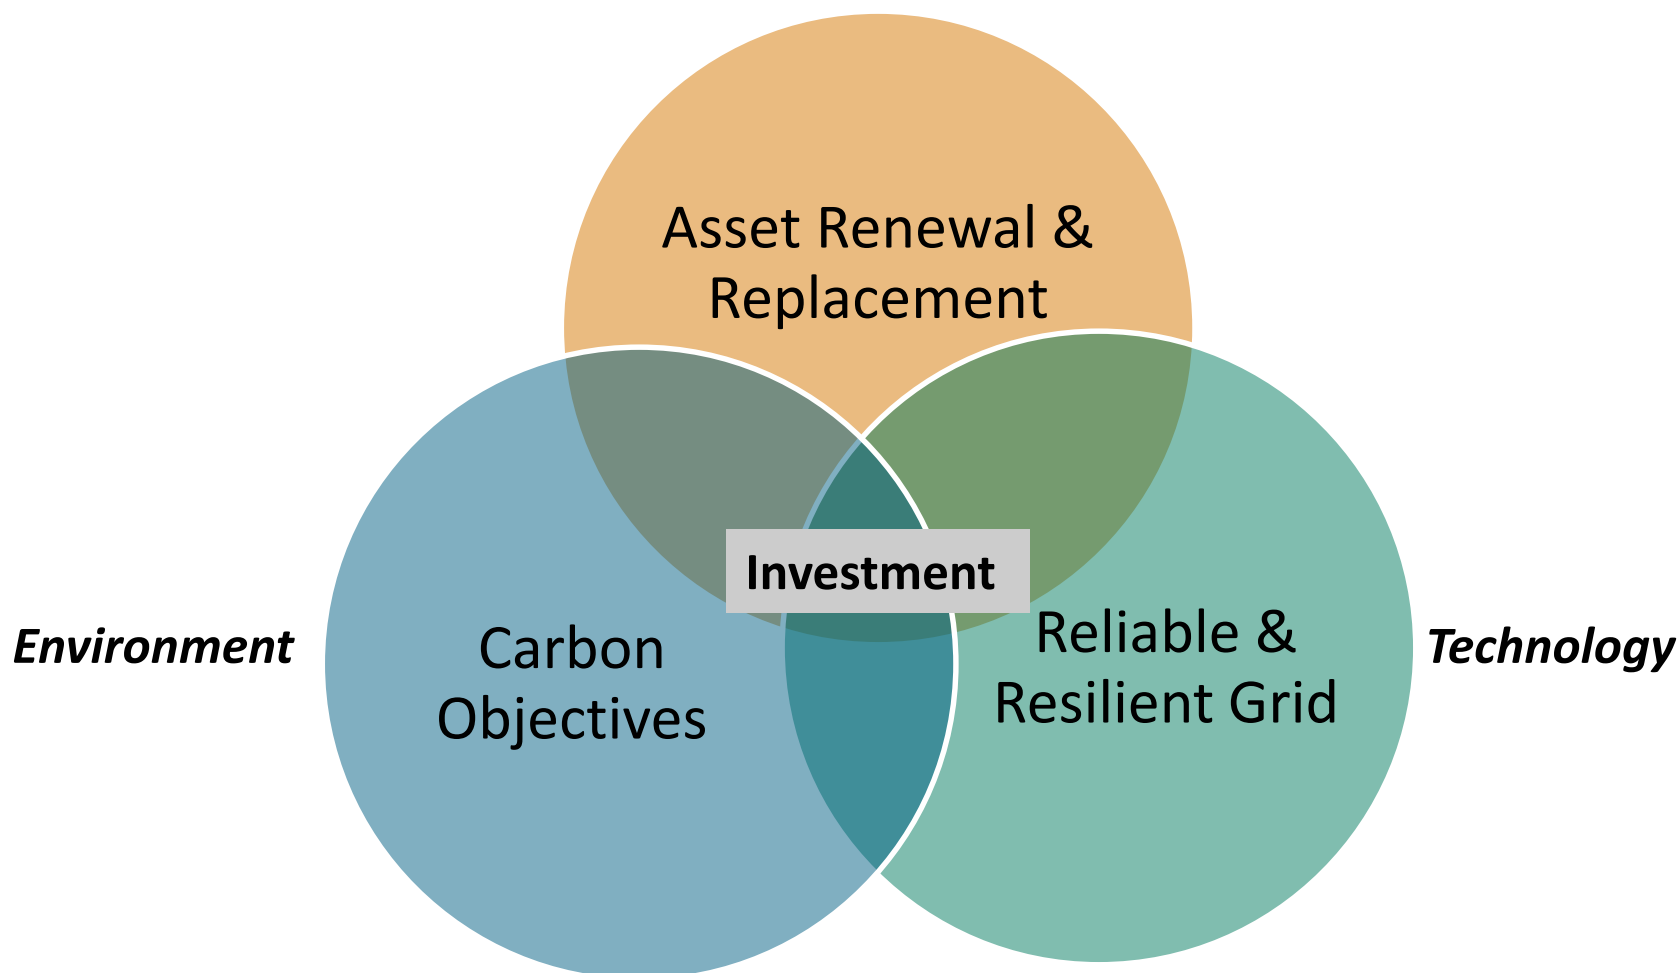 Asset Renewal &
Replacement
Investment
Environment
Carbon
Objectives
Reliable &
Resilient Grid
Technology